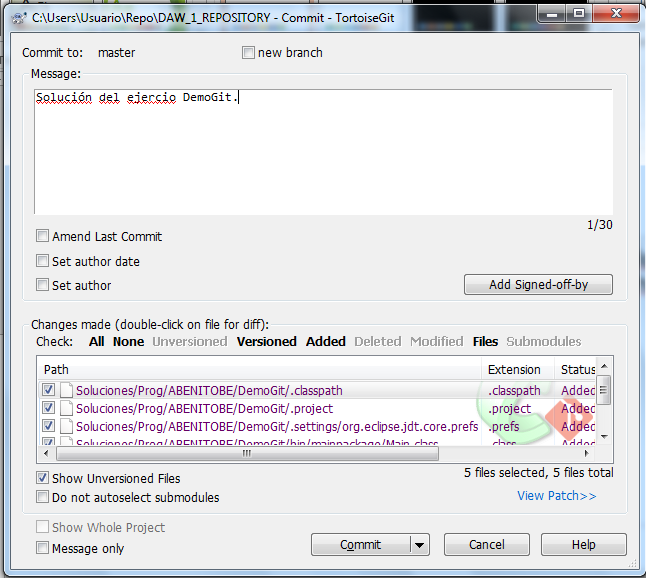 C:\Users\Usuario\Repo\DAW_1_REPOSITORY - Commit - TortoiseGit
Commit to: master new branch
Message:
Solución del ejercio DemoGit.
1/30
Amend Last Commit
Set author date
Set author Add Signed-off-by
Changes made (double-click on file for diff):
Check: All None Unversioned Versioned Added Deleted Modified Files Submodules
Path Extension Status
Soluciones/Prog/ABENITOBE/DemoGit/.classpath .classpath Added
Soluciones/Prog/ABENITOBE/DemoGit/.project .project Added
Soluciones/Prog/ABENITOBE/DemoGit/.settings/org.eclipse.jdt.core.prefs .prefs Added
Soluciones/Prog/ABENITOBE/DemoGit/bin/mainpackage/Main.class .class Added
Show Unversioned Files 5 files selected, 5 files total
Do not autoselect submodules View Patch>>
Show Whole Project
Message only Commit Cancel Help